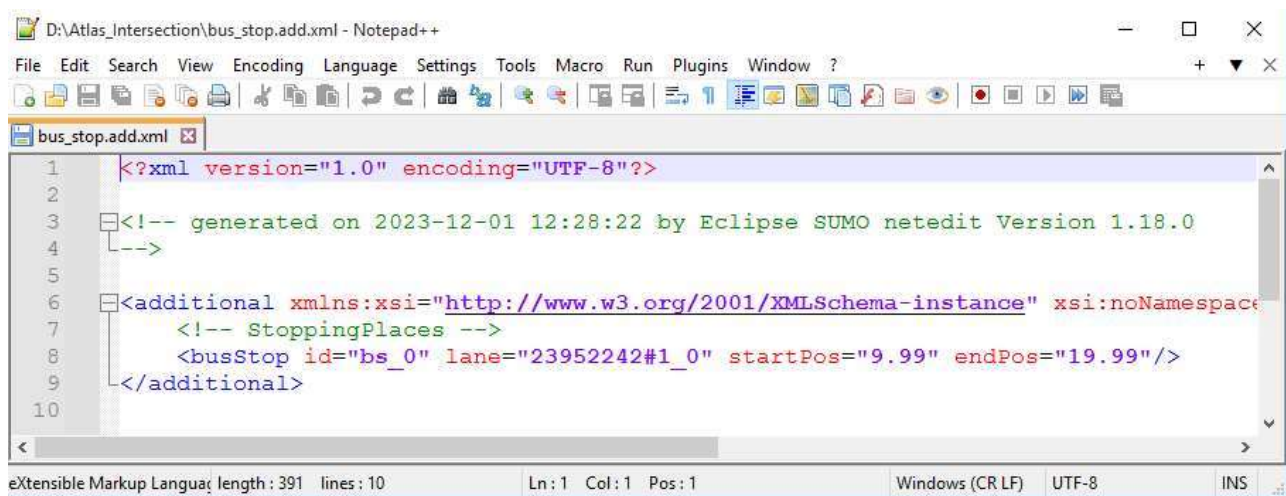 D:\Atlas_Intersection\bus_stop.add.xml - Notepad++
File Edit Search View Encoding Language Settings Tools Macro Run Plugins Window ?
bus_stop.add.xml
1 <?xml version="1.0" encoding="UTF-8"?>
2
3 <!-- generated on 2023-12-01 12:28:22 by Eclipse SUMO netedit Version 1.18.0
4 -->
5
6 <additional xmlns:xsi="http://www.w3.org/2001/XMLSchema-instance" xsi:noNamespace
7 <!-- StoppingPlaces -->
8 <busStop id="bs_0" lane="23952242#1_0" startPos="9.99" endPos="19.99"/>
9 </additional>
10
eXtensible Markup Languag length : 391 lines : 10 Ln : 1 Col : 1 Pos : 1 Windows (CR LF) UTF-8 INS